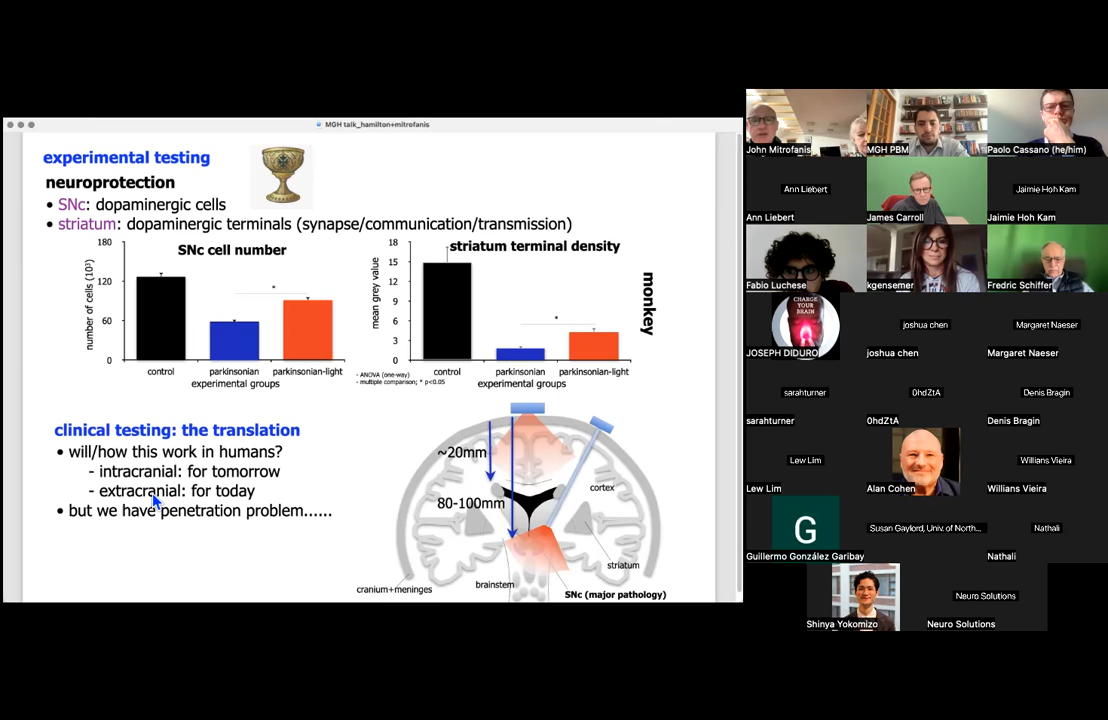 MGH talk_hamilton+mitrofanis
experimental testing
neuroprotection
• SNc: dopaminergic cells
• striatum: dopaminergic terminals (synapse/communication/transmission)
SNc cell number
number of cells (10³)
180
120
60
0
*
control
parkinsonian
parkinsonian-light
experimental groups
striatum terminal density
mean grey value
18
15
12
9
6
3
0
*
control
parkinsonian
parkinsonian-light
experimental groups
- ANOVA (one-way)
- multiple comparison; * p<0.05
monkey
clinical testing: the translation
• will/how this work in humans?
- intracranial: for tomorrow
- extracranial: for today
• but we have penetration problem......
~20mm
80-100mm
cortex
striatum
brainstem
cranium+meninges
SNc (major pathology)
John Mitrofanis
MGH PBM
Paolo Cassano (he/him)
Ann Liebert
Ann Liebert
James Carroll
Jaimie Hoh Kam
Jaimie Hoh Kam
Fabio Luchese
kgensemer
Fredric Schiffer
CHARGE
YOUR
BRAIN
JOSEPH DIDURO
joshua chen
joshua chen
Margaret Naeser
Margaret Naeser
sarahturner
sarahturner
0hdZtA
0hdZtA
Denis Bragin
Denis Bragin
Lew Lim
Lew Lim
Alan Cohen
Willians Vieira
Willians Vieira
G
Guillermo González Garibay
Susan Gaylord, Univ. of North...
Nathali
Nathali
Shinya Yokomizo
Neuro Solutions
Neuro Solutions